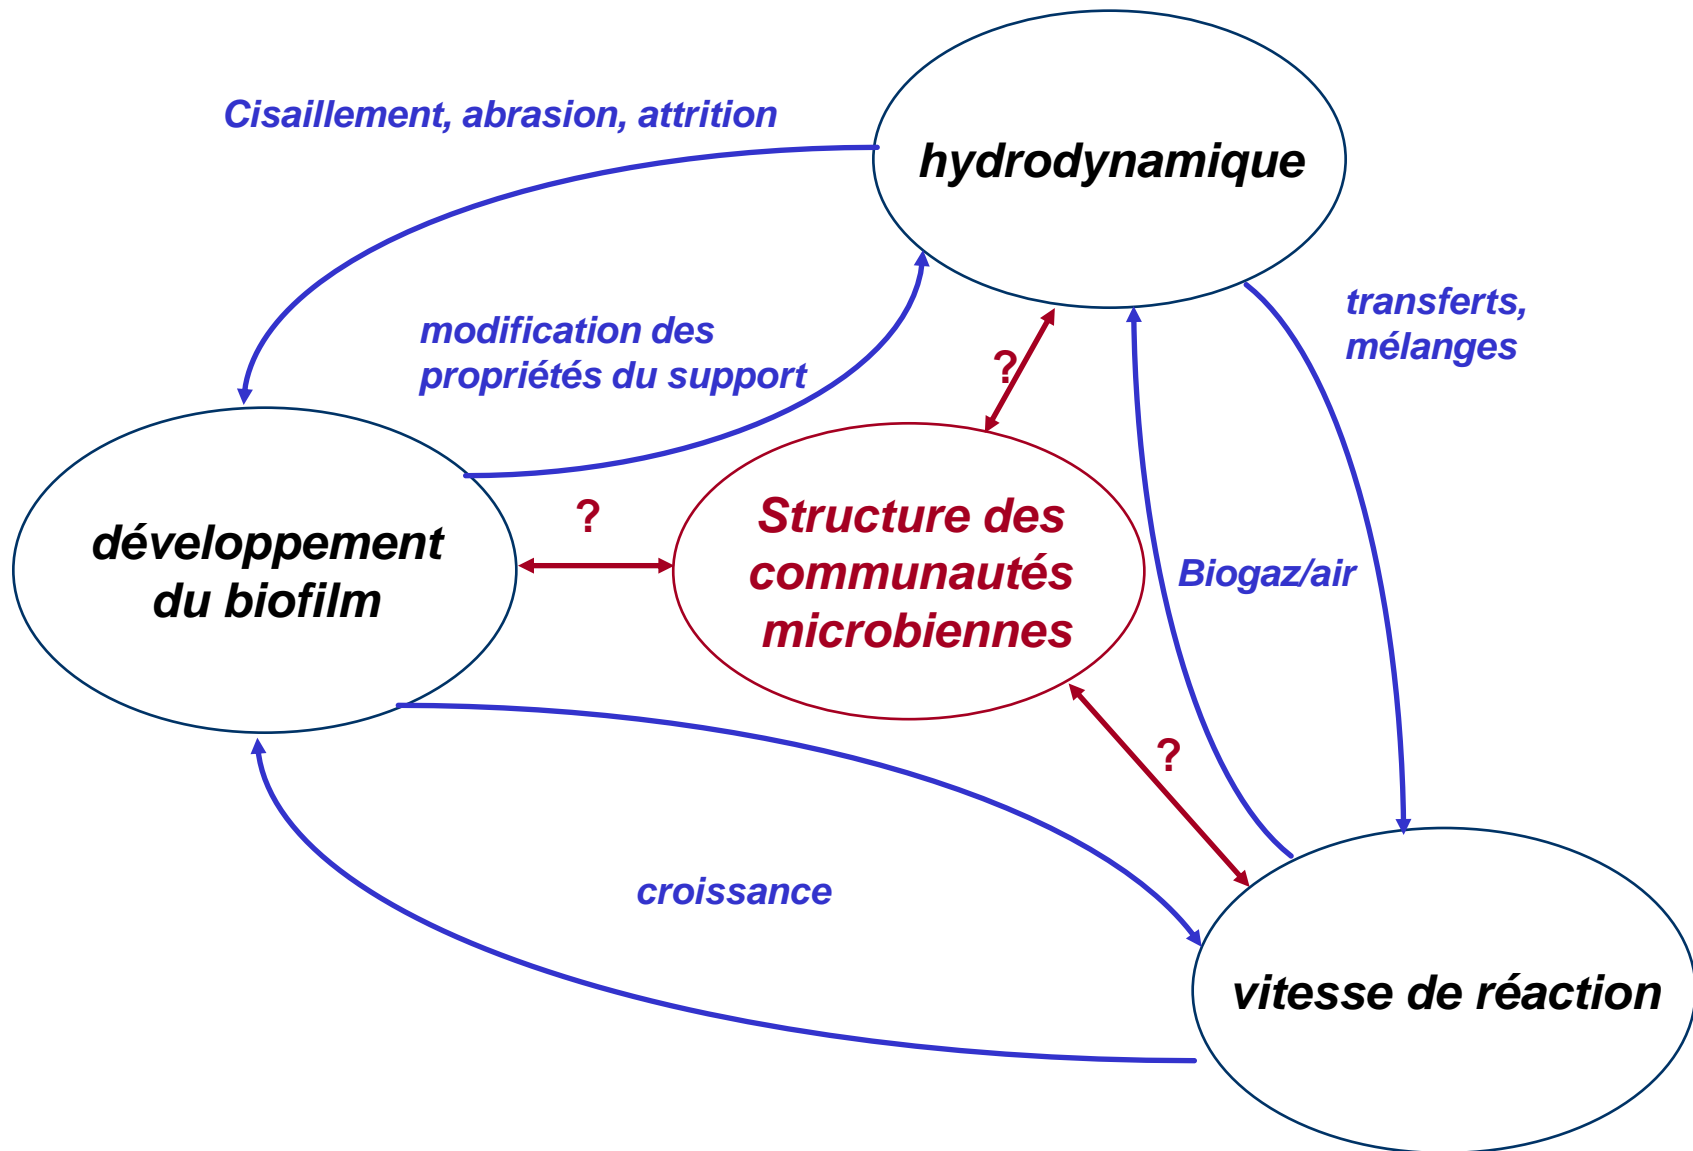 Cisaillement, abrasion, attrition
hydrodynamique
transferts,
mélanges
modification des
propriétés du support
?
?
développement
du biofilm
Structure des
communautés
microbiennes
Biogaz/air
?
croissance
vitesse de réaction